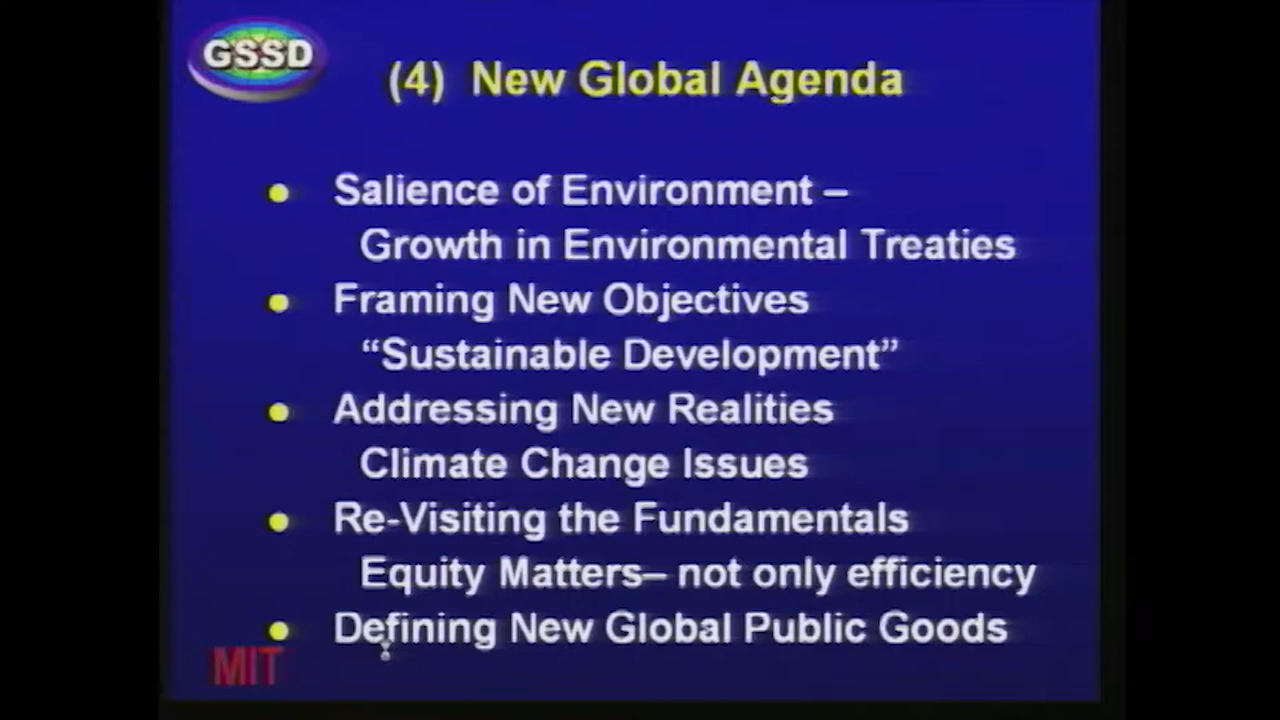 GSSD
(4) New Global Agenda
• Salience of Environment –
Growth in Environmental Treaties
• Framing New Objectives
“Sustainable Development”
• Addressing New Realities
Climate Change Issues
• Re-Visiting the Fundamentals
Equity Matters– not only efficiency
• Defining New Global Public Goods
MIT